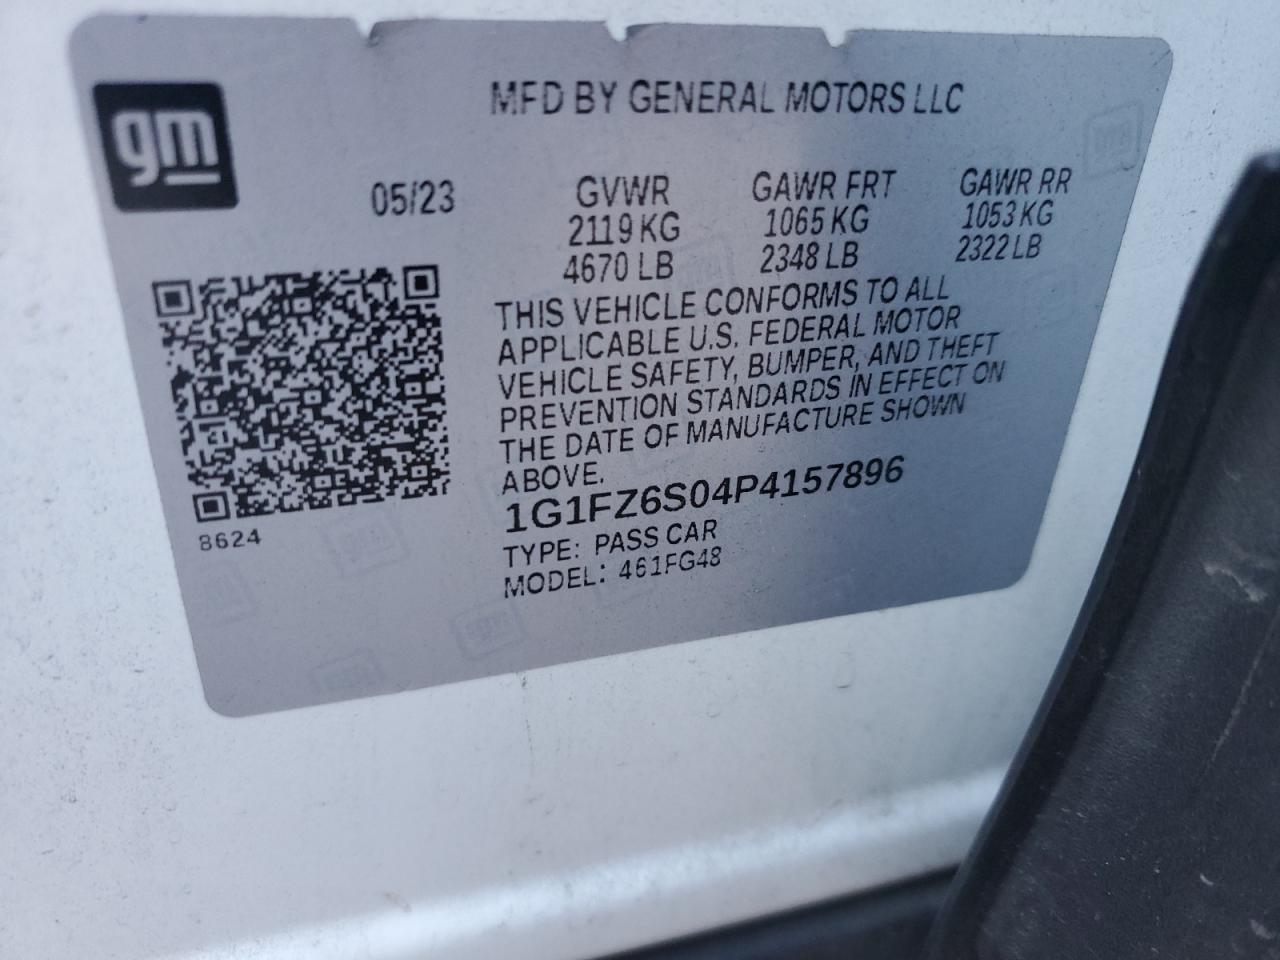 gm
MFD BY GENERAL MOTORS LLC
05/23
GVWR
2119 KG
4670 LB
GAWR FRT
1065 KG
2348 LB
GAWR RR
1053 KG
2322 LB
THIS VEHICLE CONFORMS TO ALL
APPLICABLE U.S. FEDERAL MOTOR
VEHICLE SAFETY, BUMPER, AND THEFT
PREVENTION STANDARDS IN EFFECT ON
THE DATE OF MANUFACTURE SHOWN
ABOVE.
1G1FZ6S04P4157896
TYPE: PASS CAR
MODEL: 461FG48
8624